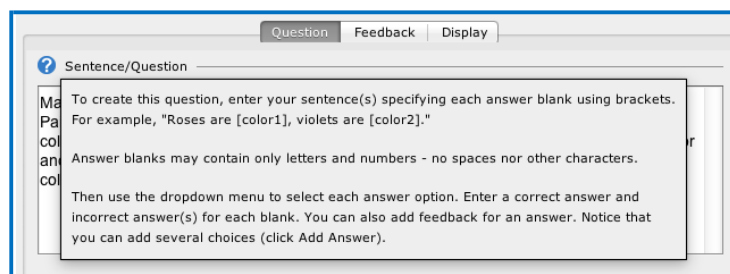 Question Feedback Display
Sentence/Question
To create this question, enter your sentence(s) specifying each answer blank using brackets.
For example, "Roses are [color1], violets are [color2]."
Answer blanks may contain only letters and numbers - no spaces nor other characters.
Then use the dropdown menu to select each answer option. Enter a correct answer and
incorrect answer(s) for each blank. You can also add feedback for an answer. Notice that
you can add several choices (click Add Answer).